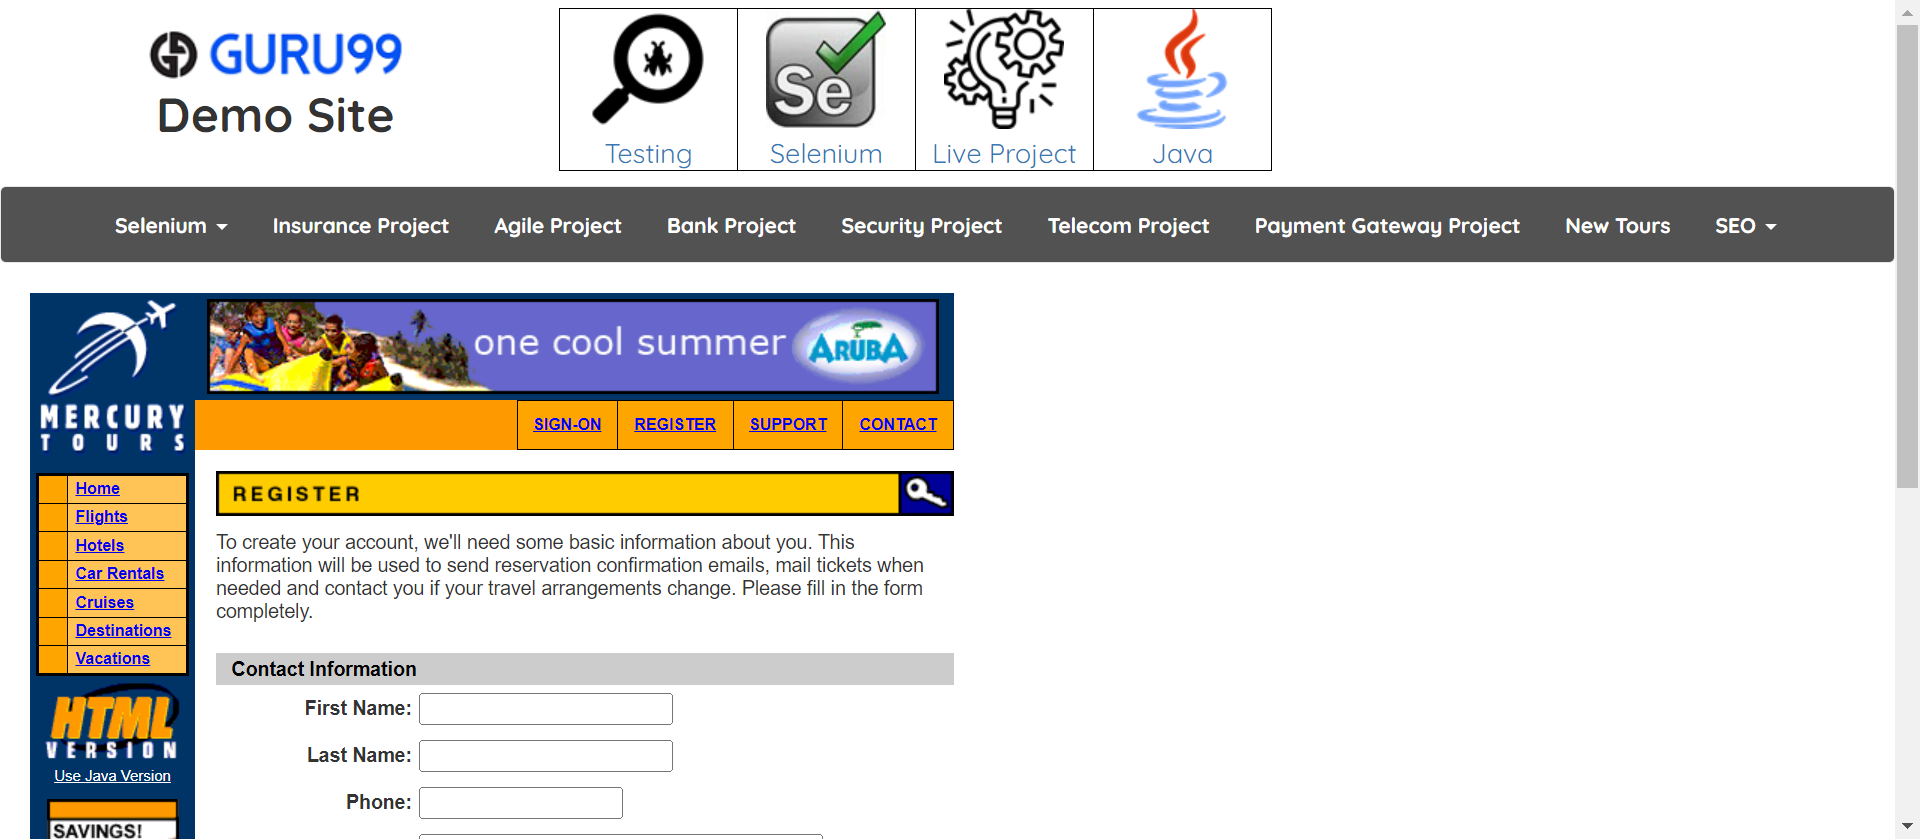 GURU99
Demo Site
Testing
Se
Selenium
Live Project
Java
Selenium
Insurance Project
Agile Project
Bank Project
Security Project
Telecom Project
Payment Gateway Project
New Tours
SEO
MERCURY
TOURS
one cool summer
ARUBA
SIGN-ON
REGISTER
SUPPORT
CONTACT
Home
Flights
Hotels
Car Rentals
Cruises
Destinations
Vacations
HTML
VERSION
Use Java Version
SAVINGS!
REGISTER
To create your account, we'll need some basic information about you. This
information will be used to send reservation confirmation emails, mail tickets when
needed and contact you if your travel arrangements change. Please fill in the form
completely.
Contact Information
First Name:
Last Name:
Phone: